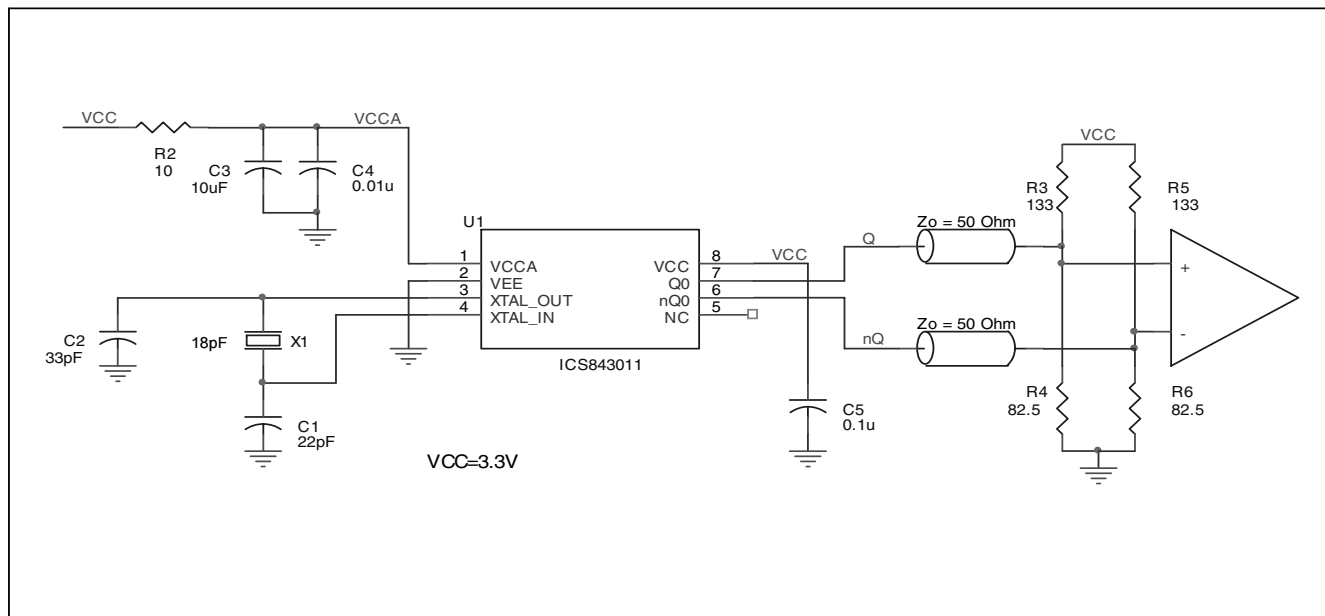 VCC
R2
10
C3
10uF
C4
0.01u
VCCA
U1
1
2
3
4
VCCA
VEE
XTAL_OUT
XTAL_IN
VCC
Q0
nQ0
NC
8
7
6
5
ICS843011
C2
33pF
18pF
X1
C1
22pF
VCC=3.3V
VCC
C5
0.1u
Q
nQ
Zo = 50 Ohm
Zo = 50 Ohm
VCC
R3
133
R5
133
+
-
R4
82.5
R6
82.5